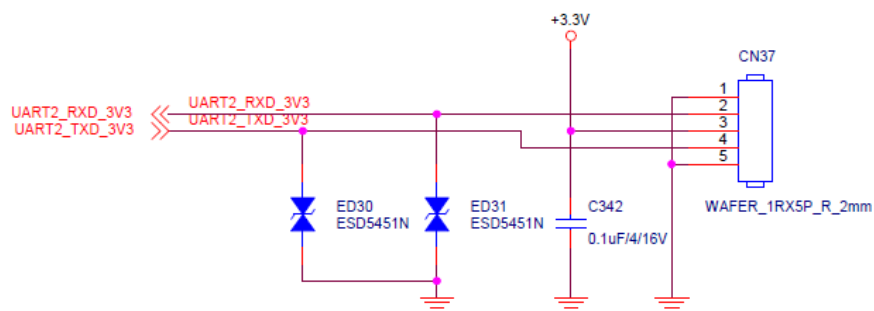 +3.3V
CN37
UART2_RXD_3V3
UART2_RXD_3V3
UART2_TXD_3V3
UART2_TXD_3V3
1
2
3
4
5
ED30
ESD5451N
ED31
ESD5451N
C342
0.1uF/4/16V
WAFER_1RX5P_R_2mm